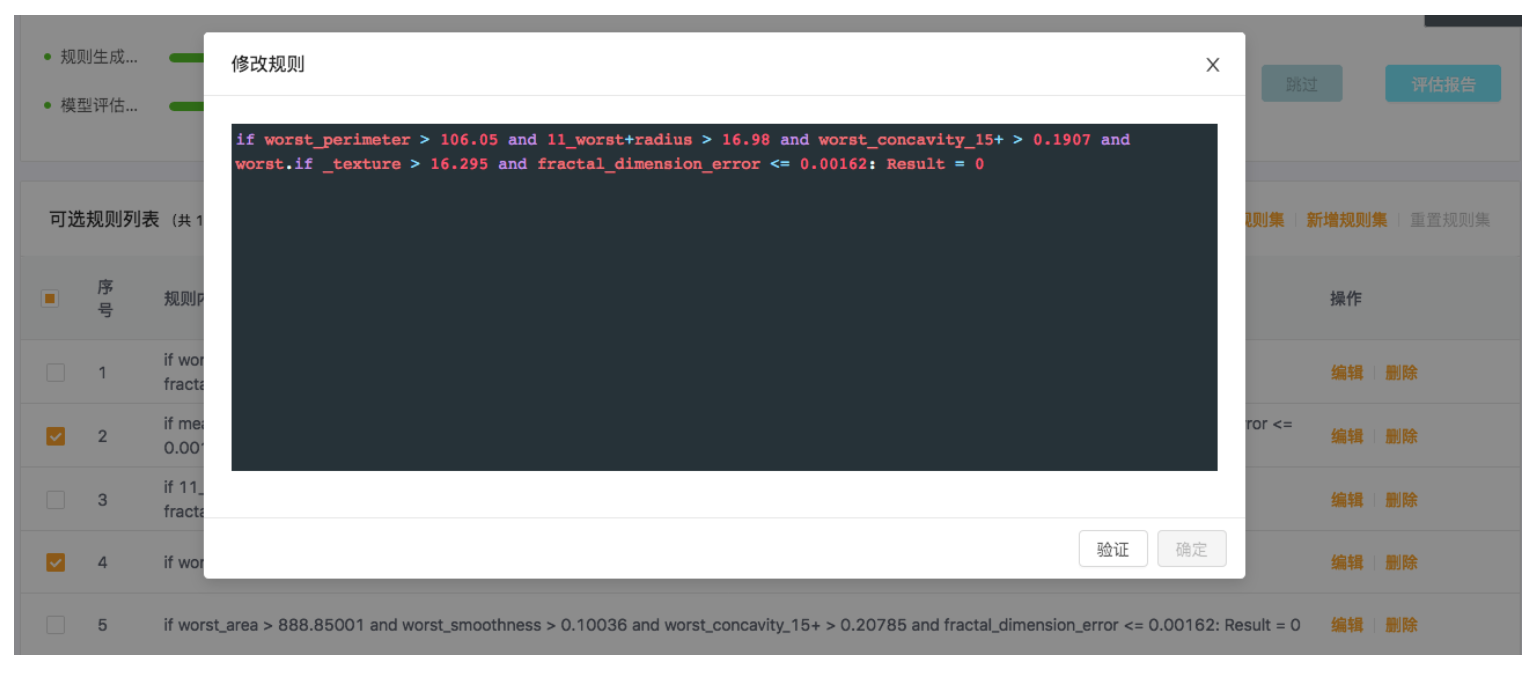 规则生成...
模型评估...
跳过
评估报告
修改规则
X
if worst_perimeter > 106.05 and 11_worst+radius > 16.98 and worst_concavity_15+ > 0.1907 and
worst.if _texture > 16.295 and fractal_dimension_error <= 0.00162: Result = 0
验证
确定
可选规则列表 (共 1
规则集 新增规则集 重置规则集
序号 规则内 操作
1 if wor
fracta
编辑 删除
2 if mea ror <=
0.001
编辑 删除
3 if 11_
fracta
编辑 删除
4 if wor 编辑 删除
5 if worst_area > 888.85001 and worst_smoothness > 0.10036 and worst_concavity_15+ > 0.20785 and fractal_dimension_error <= 0.00162: Result = 0 编辑 删除